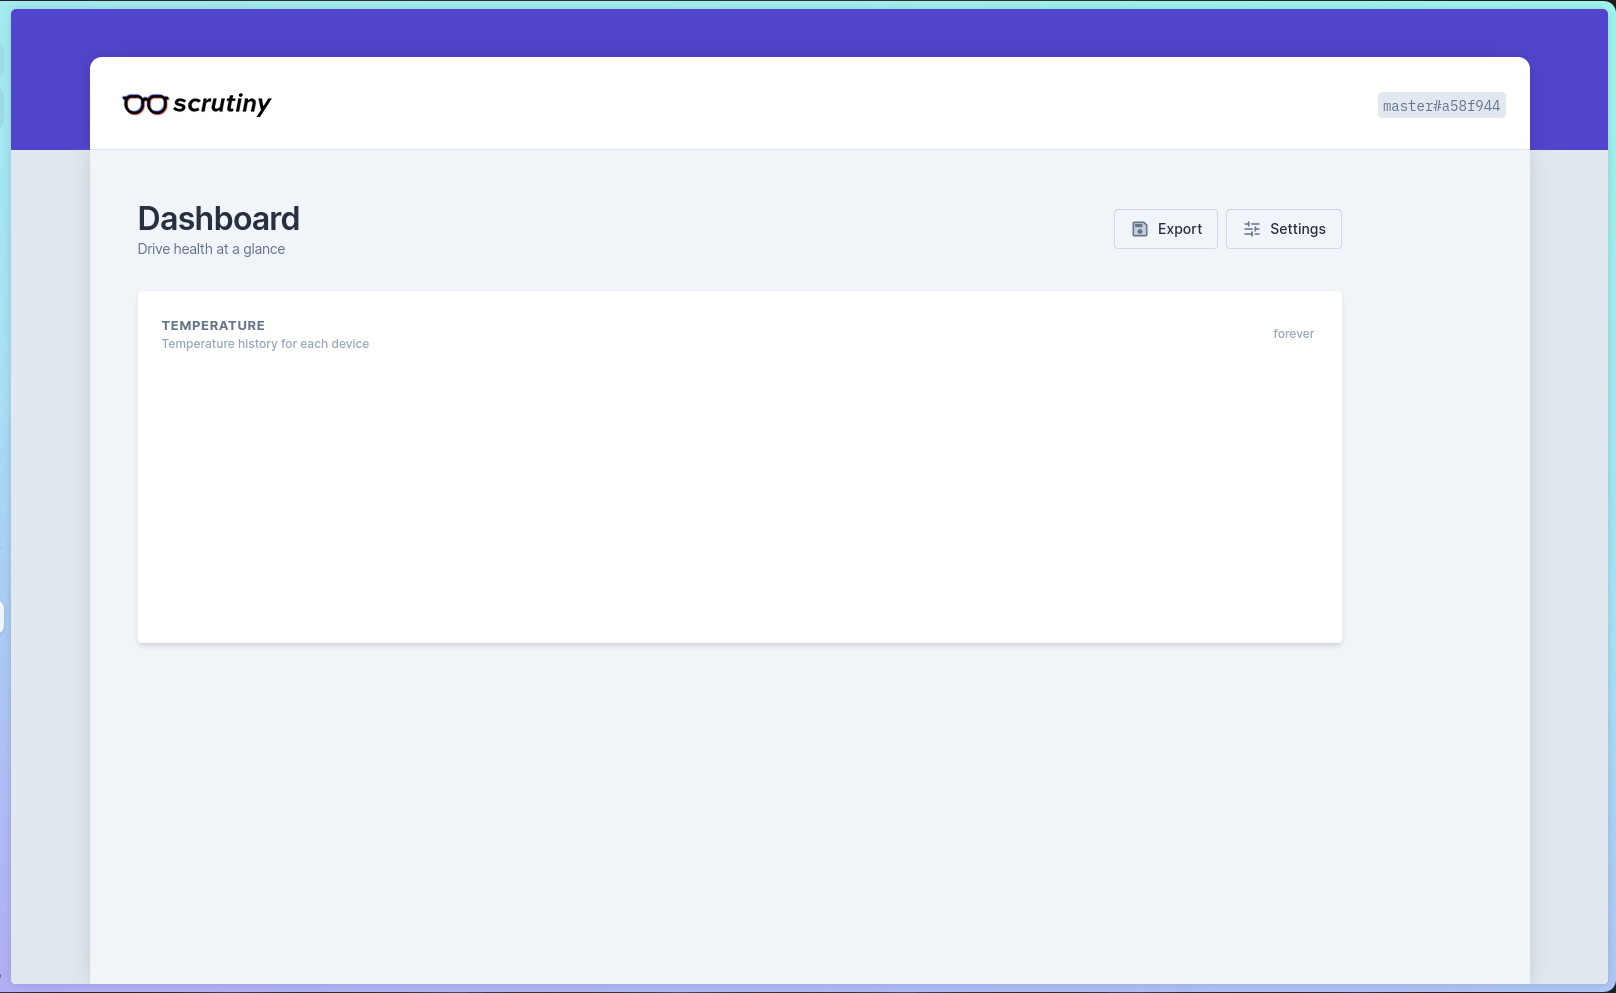 scrutiny
master#a58f944
Dashboard
Drive health at a glance
Export
Settings
TEMPERATURE
Temperature history for each device
forever